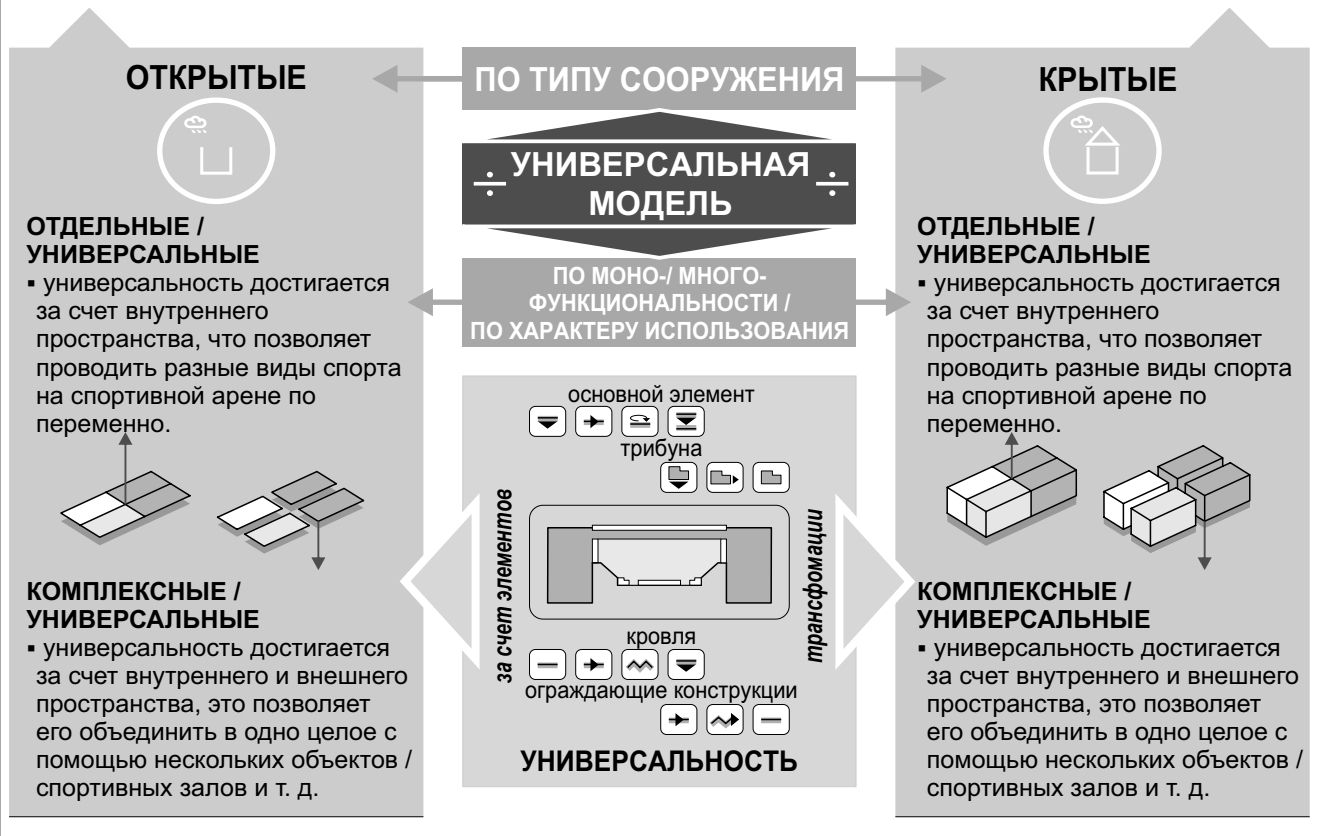 ОТКРЫТЫЕ
ОТДЕЛЬНЫЕ /
УНИВЕРСАЛЬНЫЕ
▪ универсальность достигается
за счет внутреннего
пространства, что позволяет
проводить разные виды спорта
на спортивной арене по
переменно.
КОМПЛЕКСНЫЕ /
УНИВЕРСАЛЬНЫЕ
▪ универсальность достигается
за счет внутреннего и внешнего
пространства, это позволяет
его объединить в одно целое с
помощью нескольких объектов /
спортивных залов и т. д.
ПО ТИПУ СООРУЖЕНИЯ
÷ УНИВЕРСАЛЬНАЯ ÷
МОДЕЛЬ
ПО МОНО-/ МНОГО-
ФУНКЦИОНАЛЬНОСТИ /
ПО ХАРАКТЕРУ ИСПОЛЬЗОВАНИЯ
основной элемент
трибуна
за счет элементов
трансфомации
кровля
ограждающие конструкции
УНИВЕРСАЛЬНОСТЬ
КРЫТЫЕ
ОТДЕЛЬНЫЕ /
УНИВЕРСАЛЬНЫЕ
▪ универсальность достигается
за счет внутреннего
пространства, что позволяет
проводить разные виды спорта
на спортивной арене по
переменно.
КОМПЛЕКСНЫЕ /
УНИВЕРСАЛЬНЫЕ
▪ универсальность достигается
за счет внутреннего и внешнего
пространства, это позволяет
его объединить в одно целое с
помощью нескольких объектов /
спортивных залов и т. д.